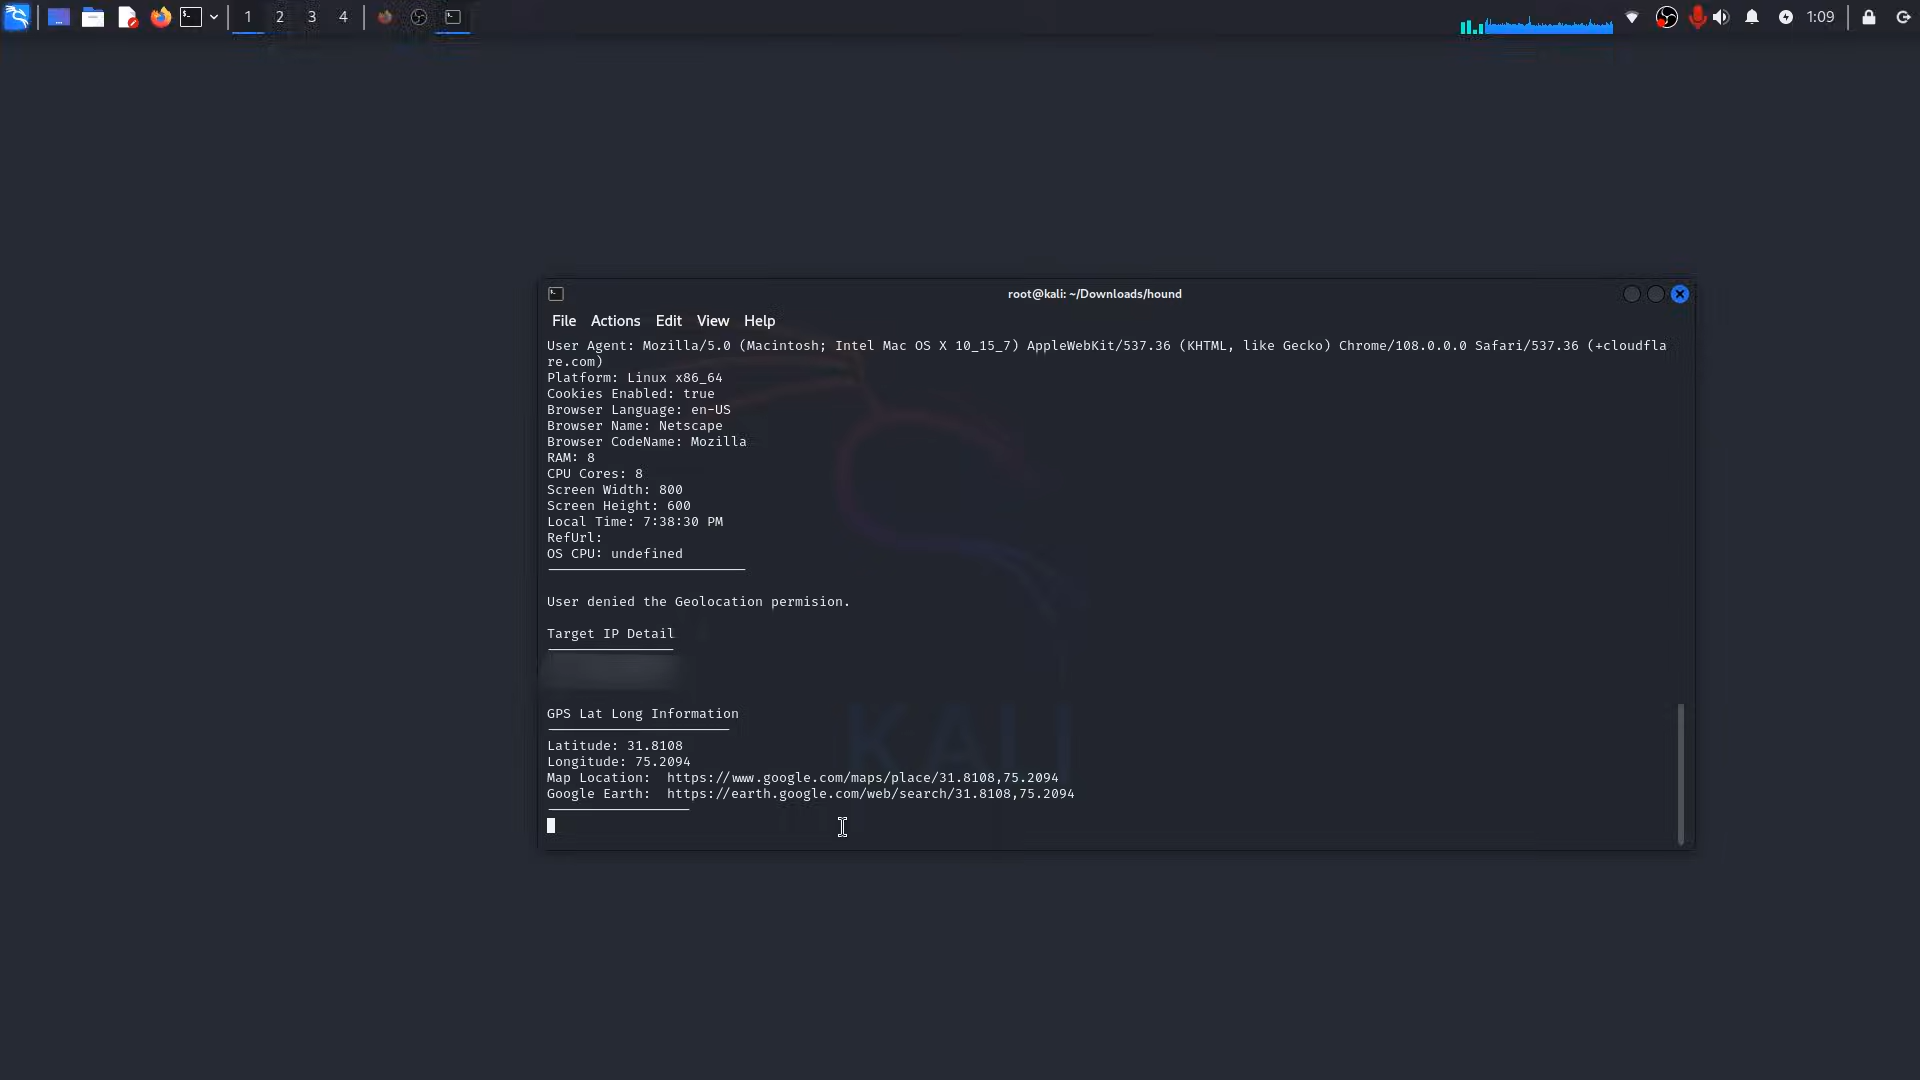 1 2 3 4
1:09
root@kali: ~/Downloads/hound
File Actions Edit View Help
User Agent: Mozilla/5.0 (Macintosh; Intel Mac OS X 10_15_7) AppleWebKit/537.36 (KHTML, like Gecko) Chrome/108.0.0.0 Safari/537.36 (+cloudfla
re.com)
Platform: Linux x86_64
Cookies Enabled: true
Browser Language: en-US
Browser Name: Netscape
Browser CodeName: Mozilla
RAM: 8
CPU Cores: 8
Screen Width: 800
Screen Height: 600
Local Time: 7:38:30 PM
RefUrl:
OS CPU: undefined
User denied the Geolocation permision.
Target IP Detail
GPS Lat Long Information
Latitude: 31.8108
Longitude: 75.2094
Map Location:  https://www.google.com/maps/place/31.8108,75.2094
Google Earth:  https://earth.google.com/web/search/31.8108,75.2094
KALI